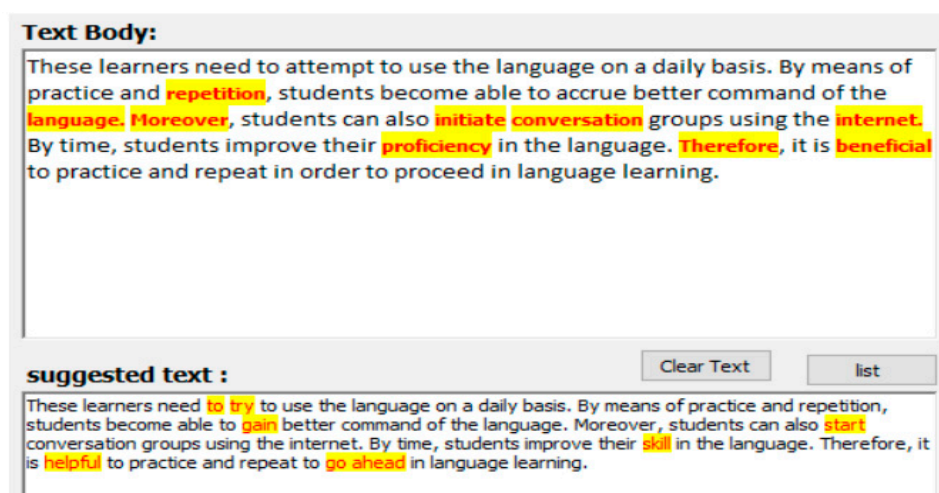 Text Body:
These learners need to attempt to use the language on a daily basis. By means of
practice and repetition, students become able to accrue better command of the
language. Moreover, students can also initiate conversation groups using the internet.
By time, students improve their proficiency in the language. Therefore, it is beneficial
to practice and repeat in order to proceed in language learning.
Clear Text
list
suggested text :
These learners need to try to use the language on a daily basis. By means of practice and repetition,
students become able to gain better command of the language. Moreover, students can also start
conversation groups using the internet. By time, students improve their skill in the language. Therefore, it
is helpful to practice and repeat to go ahead in language learning.